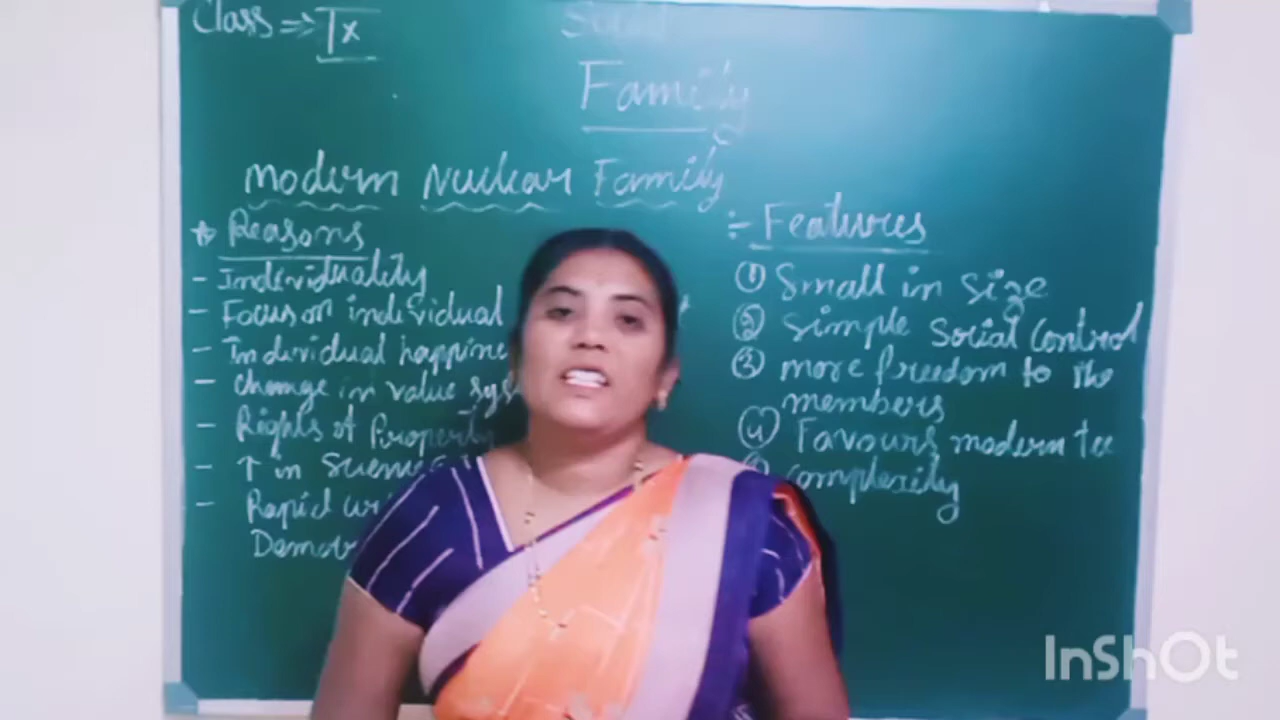 Class => IX
Social
Family
Modern Nuclear Family
* Reasons
- Individuality
- Focus on individual
- Individual happine
- change in value sys
- Rights of Property
- ↑ in Science
- Rapid ur
Democ
:- Features
① Small in size
② Simple Social Control
③ more freedom to the
members
④ Favours modern tec
complexity
InShOt